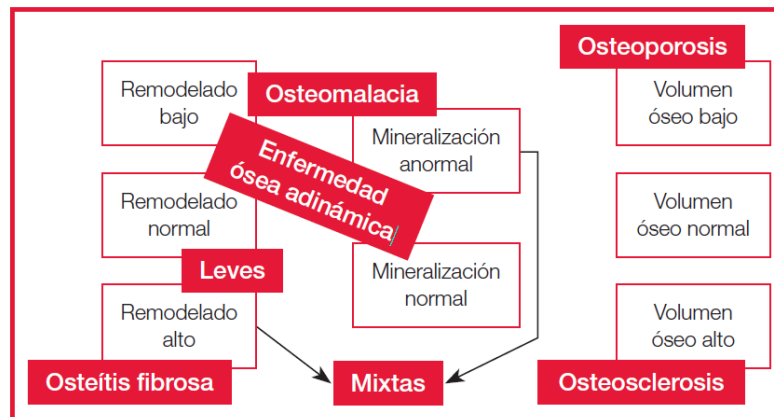 Remodelado
bajo
Remodelado
normal
Leves
Remodelado
alto
Osteítis fibrosa
Osteomalacia
Mineralización
anormal
Enfermedad
ósea adinámica
Mineralización
normal
Mixtas
Osteoporosis
Volumen
óseo bajo
Volumen
óseo normal
Volumen
óseo alto
Osteosclerosis